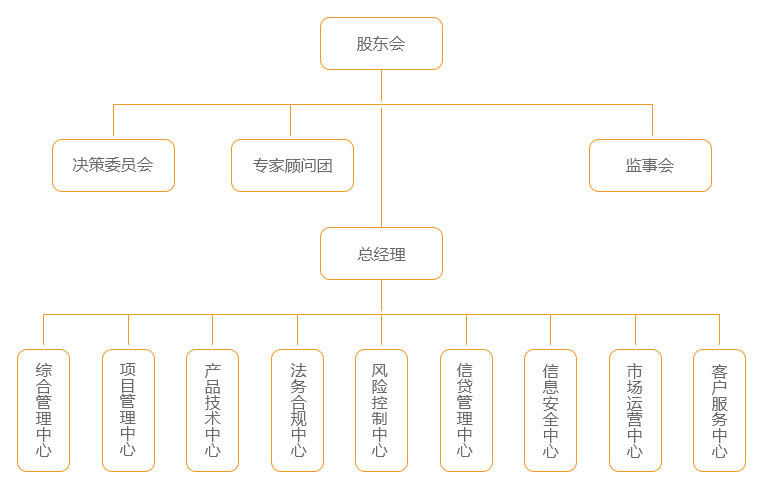 股东会
决策委员会
专家顾问团
监事会
总经理
综合管理中心
项目管理中心
产品技术中心
法务合规中心
风险控制中心
信贷管理中心
信息安全中心
市场运营中心
客户服务中心